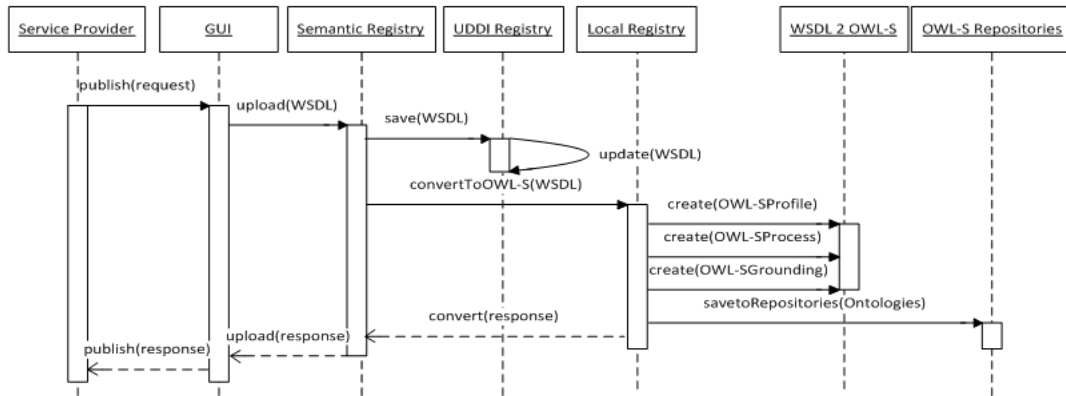 Service Provider
GUI
Semantic Registry
UDDI Registry
Local Registry
WSDL 2 OWL-S
OWL-S Repositories
publish(request)
upload(WSDL)
save(WSDL)
update(WSDL)
convertToOWL-S(WSDL)
create(OWL-SProfile)
create(OWL-SProcess)
create(OWL-SGrounding)
savetoRepositories(Ontologies)
convert(response)
upload(response)
publish(response)